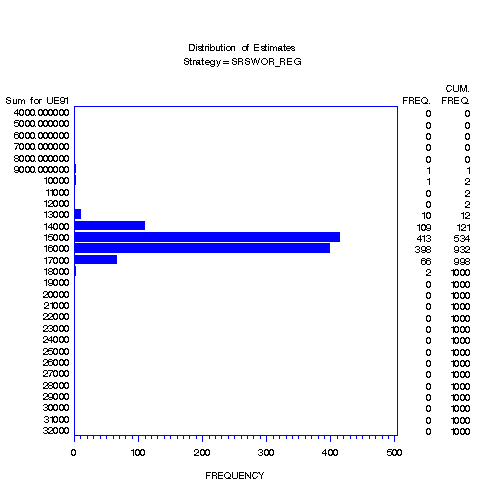 Distribution of Estimates
Strategy=SRSWOR_REG
CUM.
Sum for UE91 FREQ. FREQ.
4000.000000 0 0
5000.000000 0 0
6000.000000 0 0
7000.000000 0 0
8000.000000 0 0
9000.000000 1 1
10000 1 2
11000 0 2
12000 0 2
13000 10 12
14000 109 121
15000 413 534
16000 398 932
17000 66 998
18000 2 1000
19000 0 1000
20000 0 1000
21000 0 1000
22000 0 1000
23000 0 1000
24000 0 1000
25000 0 1000
26000 0 1000
27000 0 1000
28000 0 1000
29000 0 1000
30000 0 1000
31000 0 1000
32000 0 1000
0 100 200 300 400 500
FREQUENCY